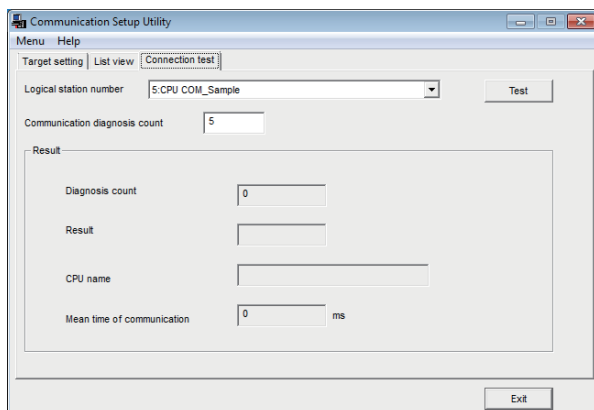 Communication Setup Utility
Menu Help
Target setting List view Connection test
Logical station number 5:CPU COM_Sample Test
Communication diagnosis count 5
Result
Diagnosis count 0
Result
CPU name
Mean time of communication 0 ms
Exit